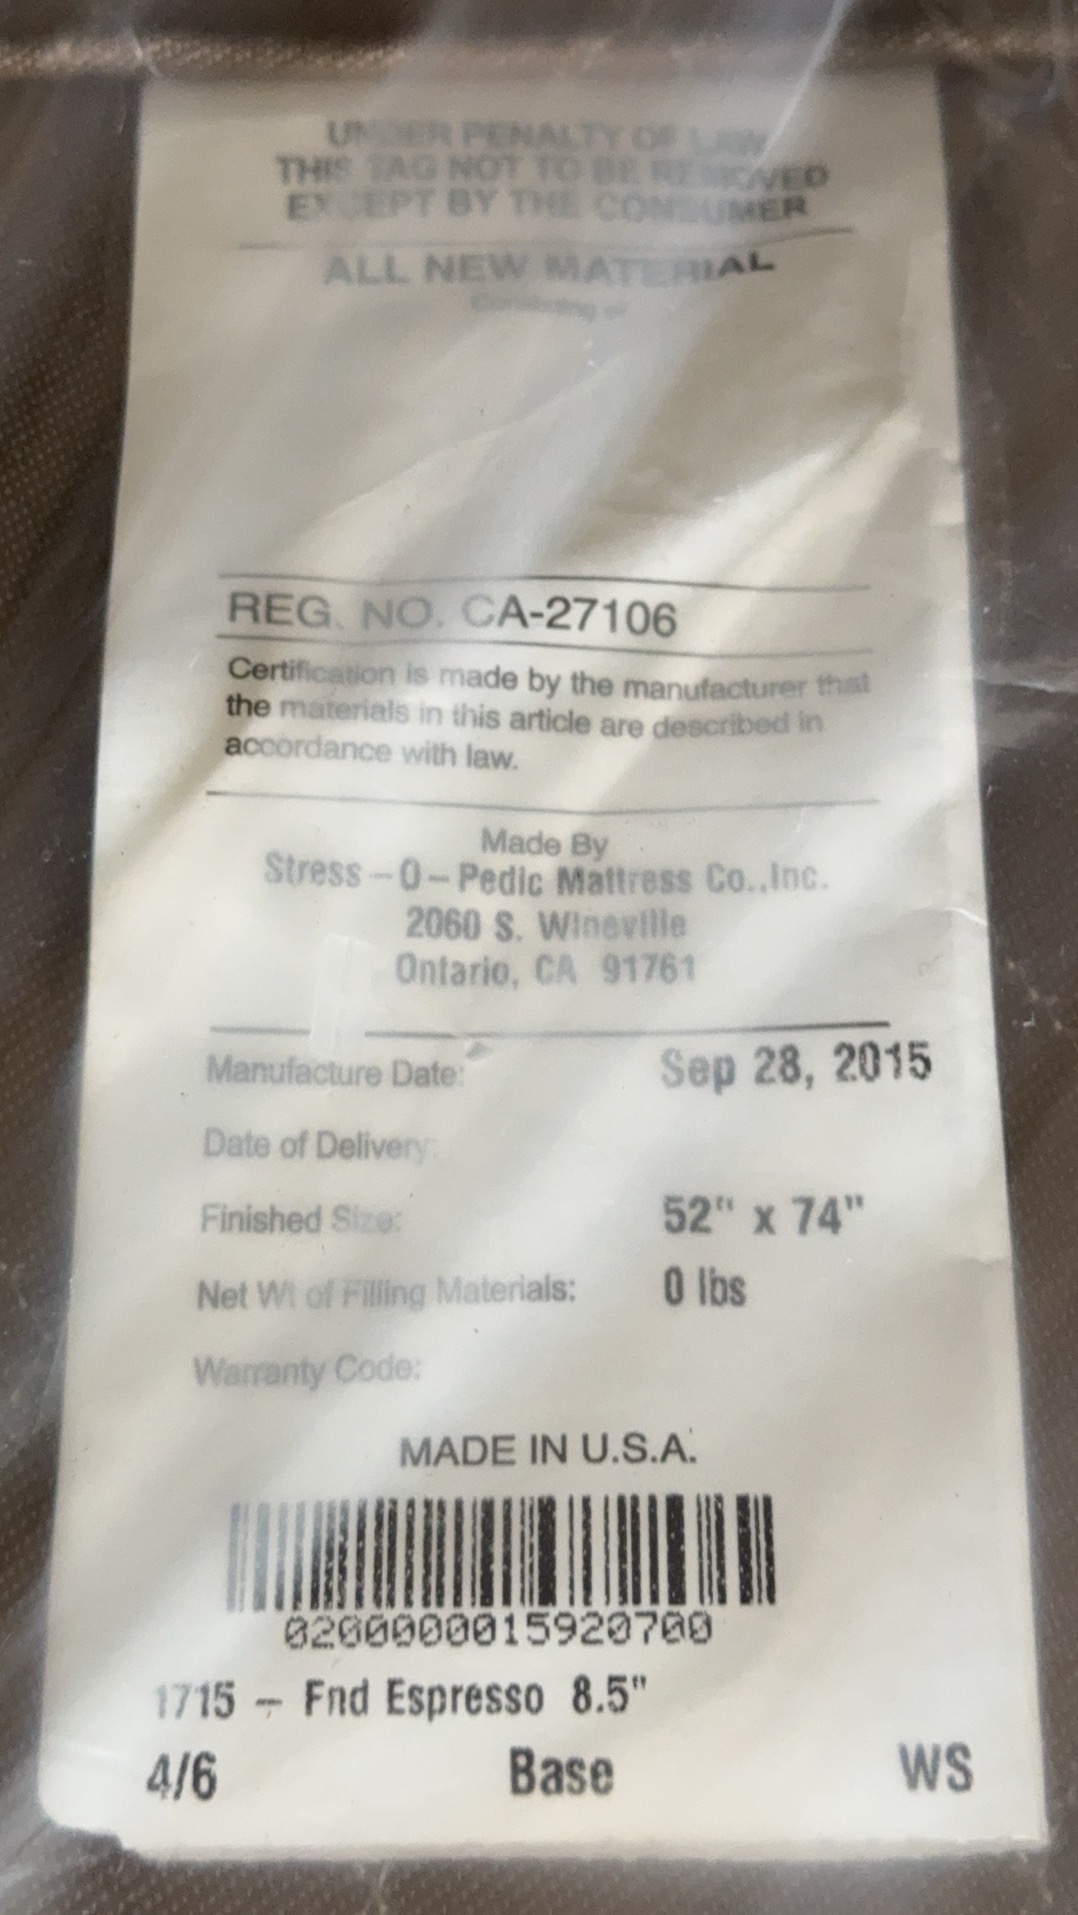 UNDER PENALTY OF LAW
THIS TAG NOT TO BE REMOVED
EXCEPT BY THE CONSUMER
ALL NEW MATERIAL
Consisting of
REG. NO. CA-27106
Certification is made by the manufacturer that
the materials in this article are described in
accordance with law.
Made By
Stress-O-Pedic Mattress Co.,Inc.
2060 S. Wineville
Ontario, CA 91761
Manufacture Date: Sep 28, 2015
Date of Delivery:
Finished Size: 52" x 74"
Net Wt of Filling Materials: 0 lbs
Warranty Code:
MADE IN U.S.A.
0200000015920700
1715 - Fnd Espresso 8.5"
4/6 Base WS